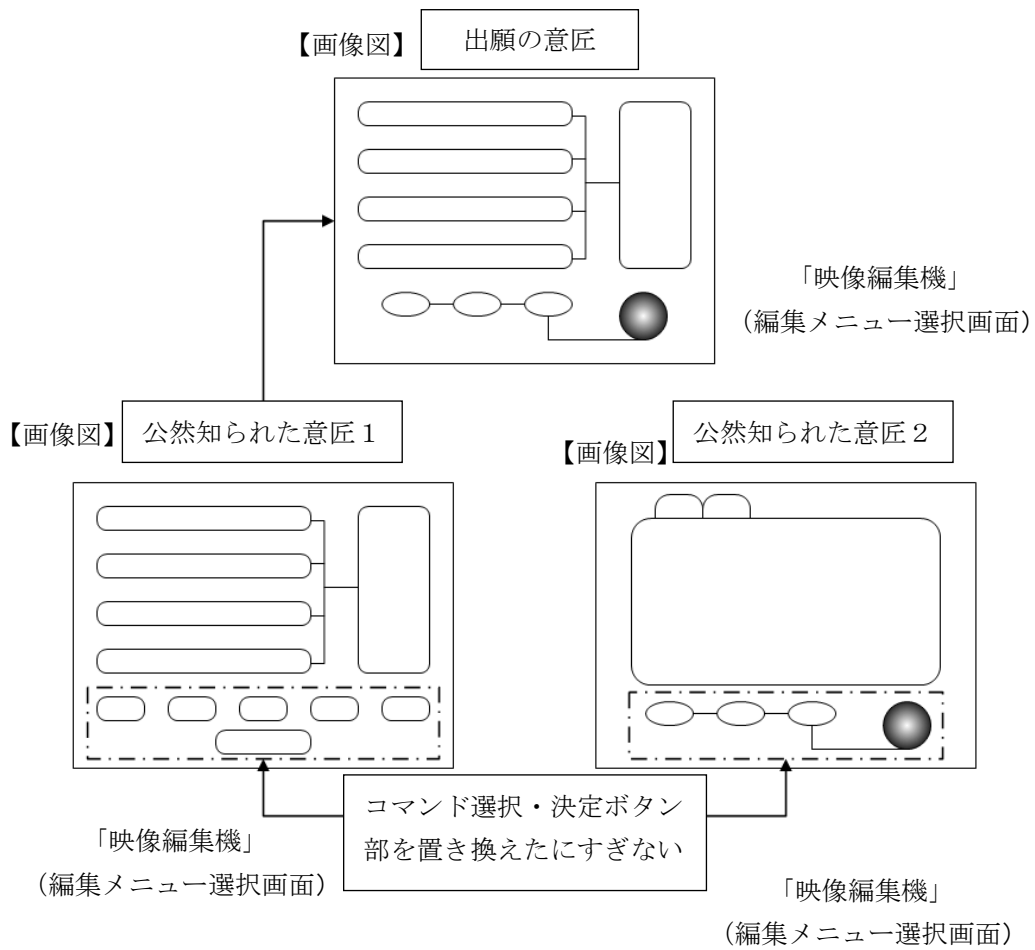 【画像図】
出願の意匠
「映像編集機」
（編集メニュー選択画面）
【画像図】
公然知られた意匠１
【画像図】
公然知られた意匠２
コマンド選択・決定ボタン
部を置き換えたにすぎない
「映像編集機」
（編集メニュー選択画面）
「映像編集機」
（編集メニュー選択画面）